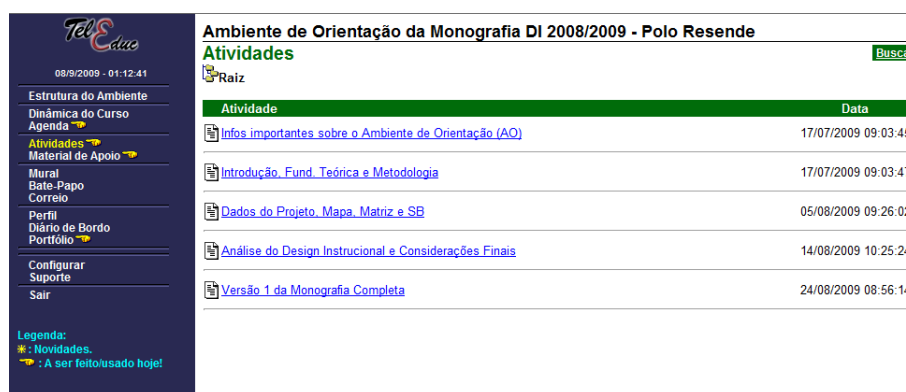 TelEduc
08/9/2009 - 01:12:41
Estrutura do Ambiente
Dinâmica do Curso
Agenda
Atividades
Material de Apoio
Mural
Bate-Papo
Correio
Perfil
Diário de Bordo
Portfólio
Configurar
Suporte
Sair
Legenda:
: Novidades.
: A ser feito/usado hoje!
Ambiente de Orientação da Monografia DI 2008/2009 - Polo Resende
Atividades
Busca
Raiz
Atividade Data
Infos importantes sobre o Ambiente de Orientação (AO) 17/07/2009 09:03:45
Introdução, Fund. Teórica e Metodologia 17/07/2009 09:03:47
Dados do Projeto, Mapa, Matriz e SB 05/08/2009 09:26:02
Análise do Design Instrucional e Considerações Finais 14/08/2009 10:25:24
Versão 1 da Monografia Completa 24/08/2009 08:56:14